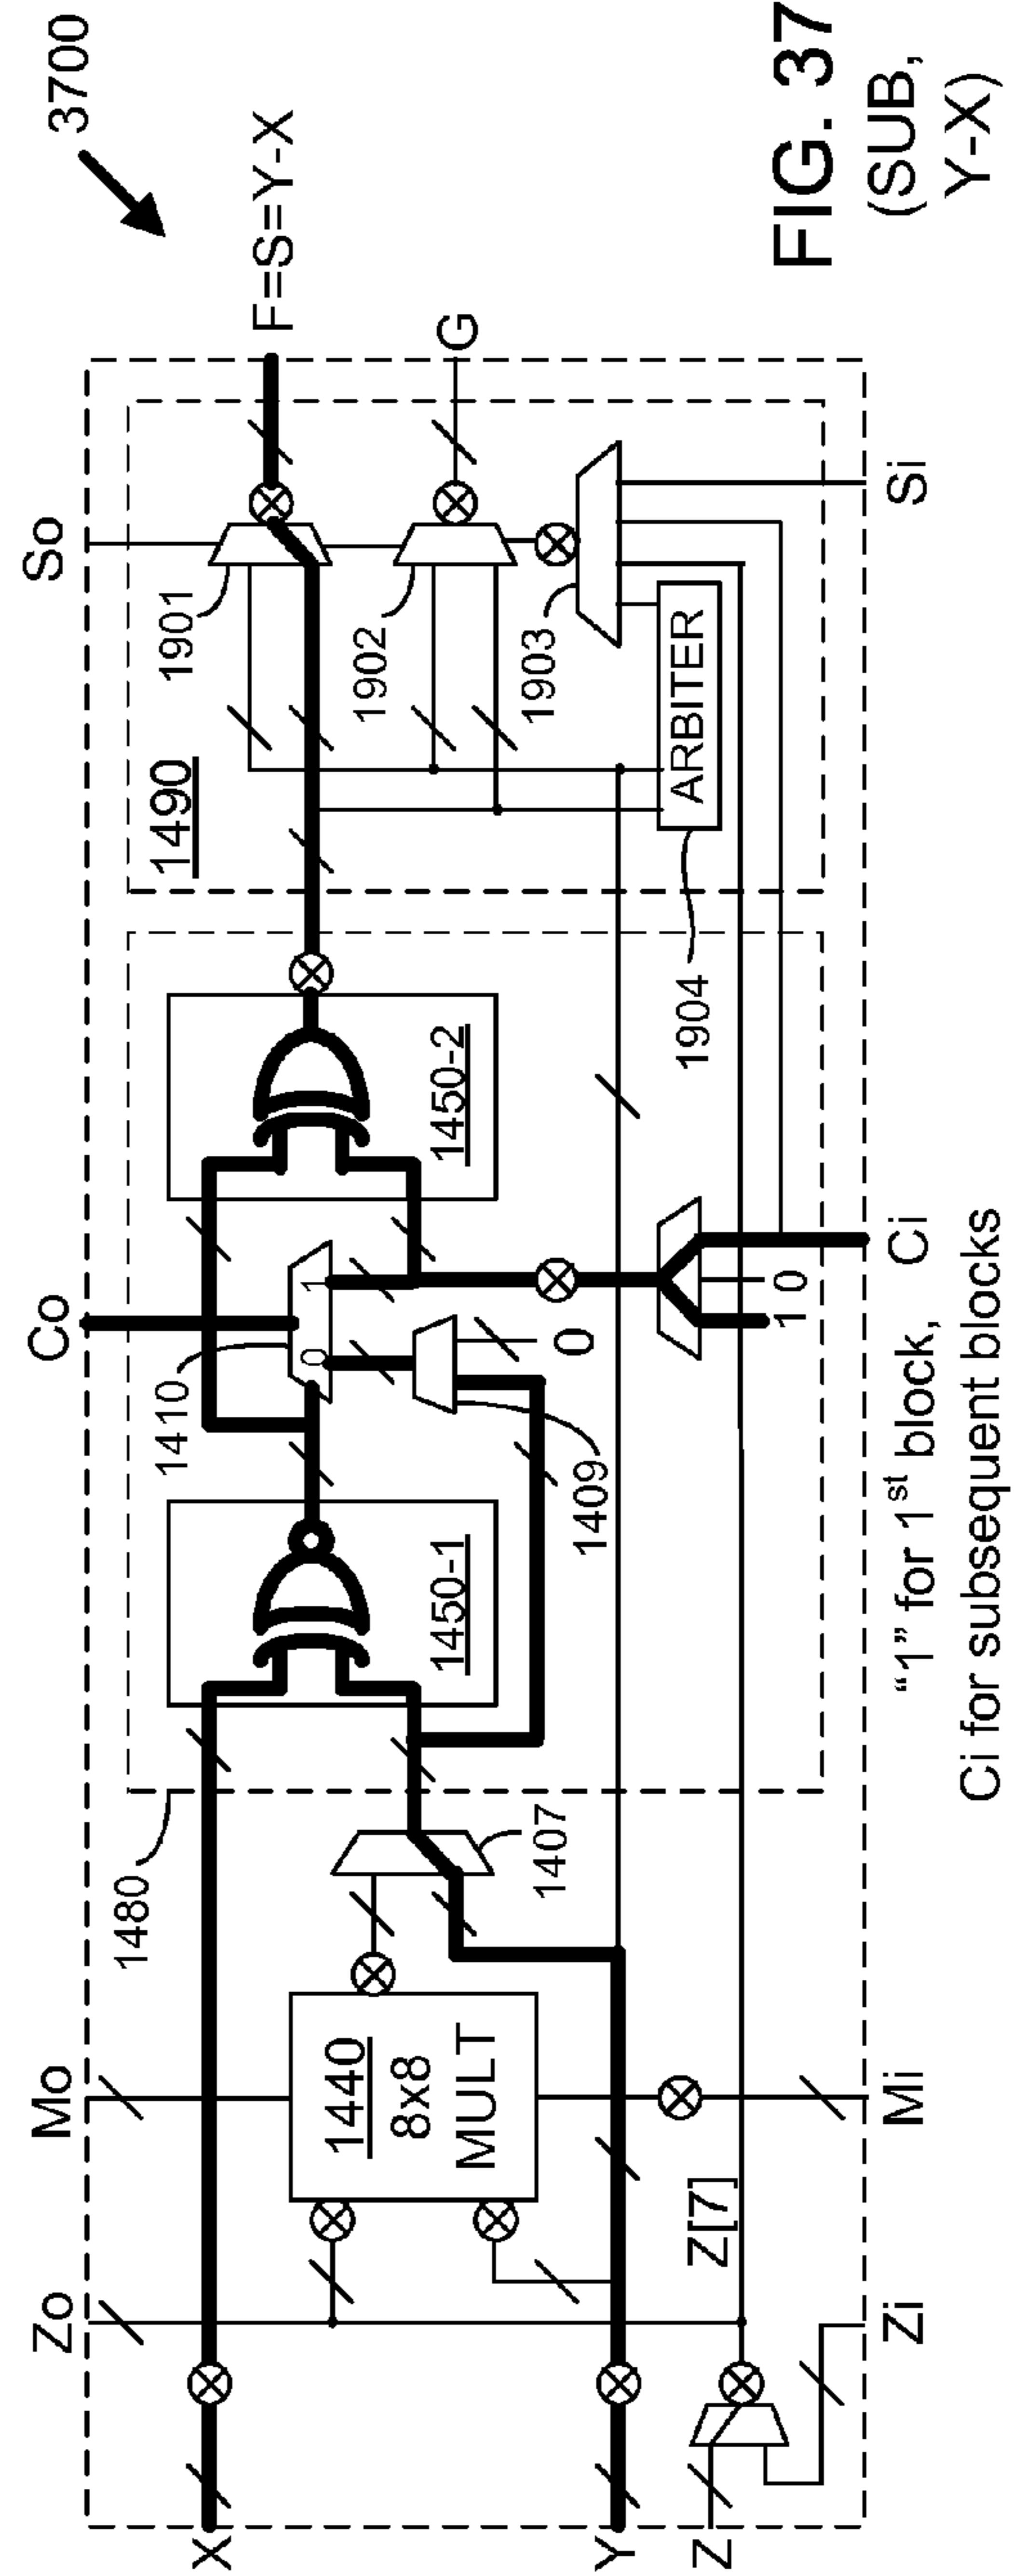 3700
So
Co
Mo
Zo
1480
1410
1490
1901
F=S=Y-X
X
1440
8x8
MULT
1450-1
0
1
1450-2
1902
G
1407
1409
0
1903
Y
Z[7]
1904
ARBITER
Z
1
0
Zi
Mi
Ci
Si
"1" for 1st block,
Ci for subsequent blocks
FIG. 37
(SUB,
Y-X)